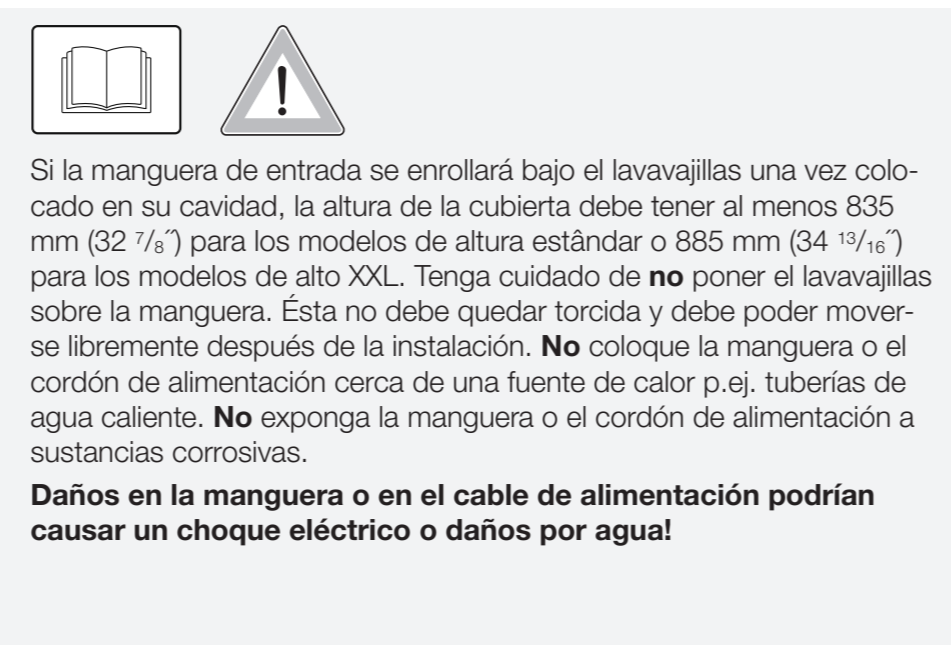 Si la manguera de entrada se enrollará bajo el lavavajillas una vez colo-
cado en su cavidad, la altura de la cubierta debe tener al menos 835
mm (32 7/8˝) para los modelos de altura estândar o 885 mm (34 13/16˝)
para los modelos de alto XXL. Tenga cuidado de no poner el lavavajillas
sobre la manguera. Ésta no debe quedar torcida y debe poder mover-
se libremente después de la instalación. No coloque la manguera o el
cordón de alimentación cerca de una fuente de calor p.ej. tuberías de
agua caliente. No exponga la manguera o el cordón de alimentación a
sustancias corrosivas.
Daños en la manguera o en el cable de alimentación podrían
causar un choque eléctrico o daños por agua!